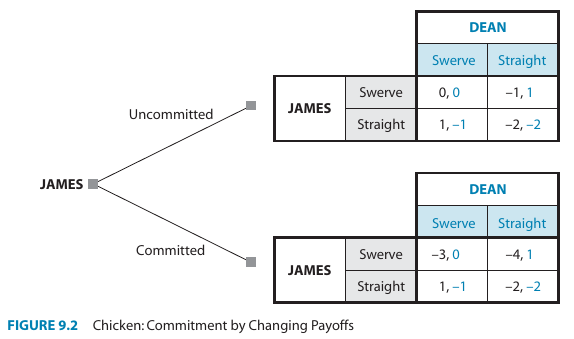 DEAN
Swerve Straight
JAMES Swerve 0, 0 –1, 1
Straight 1, –1 –2, –2
Uncommitted
JAMES
Committed
DEAN
Swerve Straight
JAMES Swerve –3, 0 –4, 1
Straight 1, –1 –2, –2
FIGURE 9.2 Chicken: Commitment by Changing Payoffs